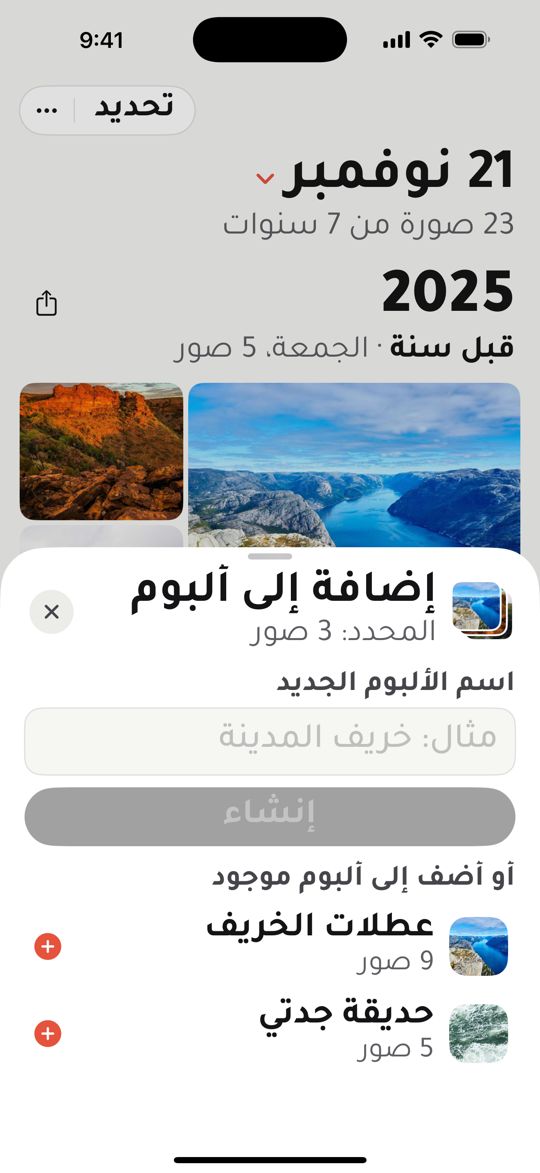 9:41
تحديد
21 نوفمبر
23 صورة من 7 سنوات
2025
قبل سنة · الجمعة، 5 صور
إضافة إلى ألبوم
المحدد: 3 صور
اسم الألبوم الجديد
مثال: خريف المدينة
إنشاء
أو أضف إلى ألبوم موجود
عطلات الخريف
9 صور
حديقة جدتي
5 صور